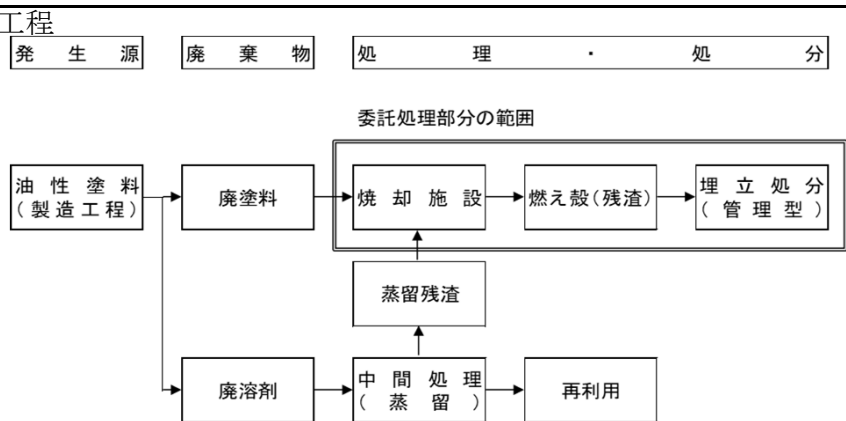 工程
発生源
廃棄物
処理・処分
委託処理部分の範囲
油性塗料
(製造工程)
廃塗料
焼却施設
燃え殻(残渣)
埋立処分
(管理型)
蒸留残渣
廃溶剤
中間処理
(蒸留)
再利用